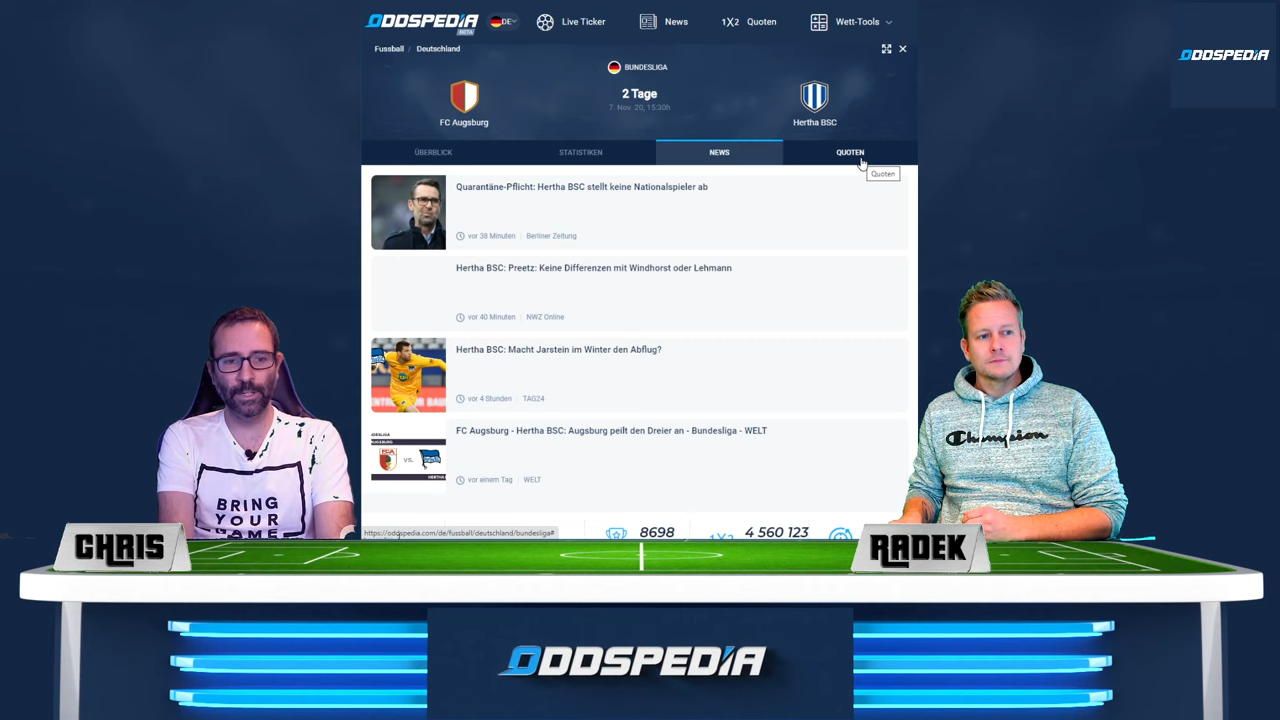 ODDSPEDIA
BETA
DE
Live Ticker
News
1X2 Quoten
Wett-Tools
ODDSPEDIA
Fussball / Deutschland
BUNDESLIGA
2 Tage
7. Nov. 20, 15:30h
FC Augsburg
Hertha BSC
ÜBERBLICK
STATISTIKEN
NEWS
QUOTEN
Quoten
Quarantäne-Pflicht: Hertha BSC stellt keine Nationalspieler ab
vor 38 Minuten | Berliner Zeitung
Hertha BSC: Preetz: Keine Differenzen mit Windhorst oder Lehmann
vor 40 Minuten | NWZ Online
Hertha BSC: Macht Jarstein im Winter den Abflug?
vor 4 Stunden | TAG24
FC Augsburg - Hertha BSC: Augsburg peilt den Dreier an - Bundesliga - WELT
VS.
vor einem Tag | WELT
https://oddspedia.com/de/fussball/deutschland/bundesliga#
8698
1X2
4 560 123
BRING
YOUR
Champion
CHRIS
RADEK
ODDSPEDIA